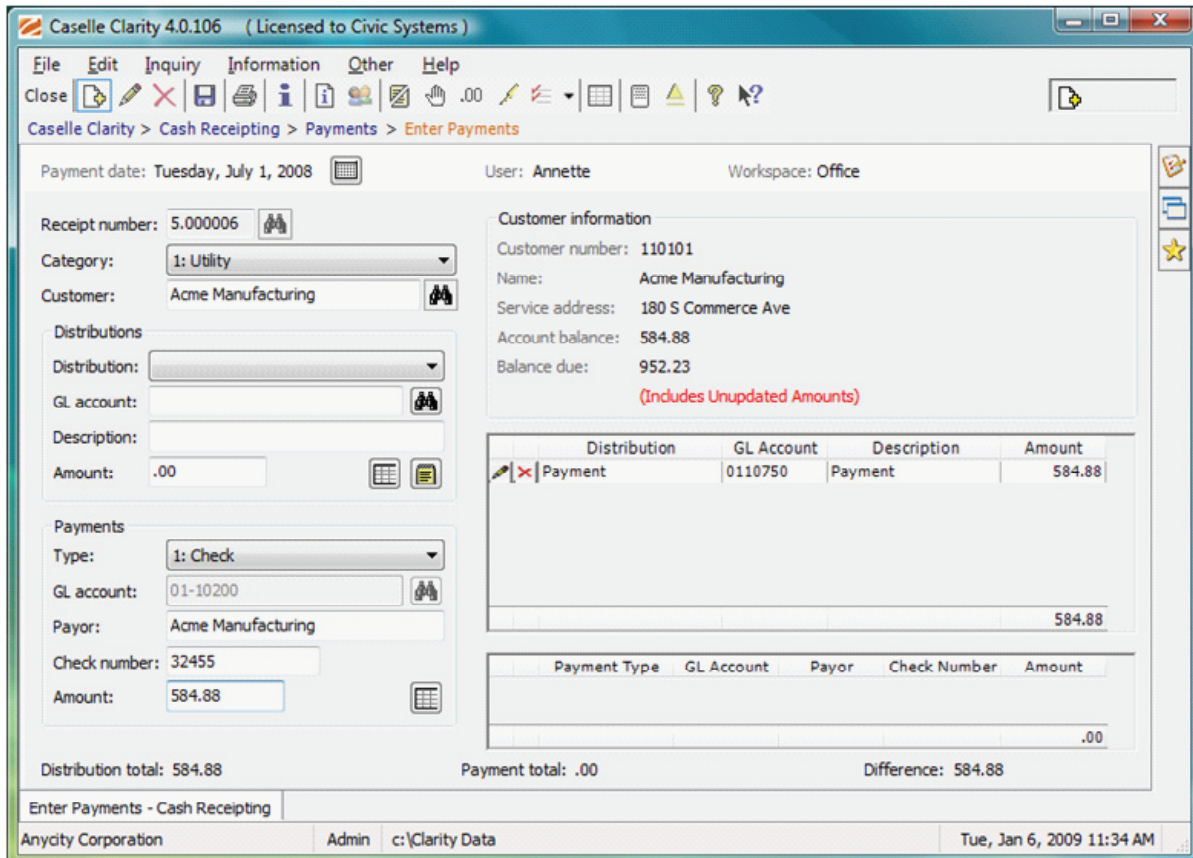 Caselle Clarity 4.0.106 ( Licensed to Civic Systems )
File Edit Inquiry Information Other Help
Close .00
Caselle Clarity > Cash Receipting > Payments > Enter Payments
Payment date: Tuesday, July 1, 2008 User: Annette Workspace: Office
Receipt number: 5.000006
Category: 1: Utility
Customer: Acme Manufacturing
Distributions
Distribution:
GL account:
Description:
Amount: .00
Payments
Type: 1: Check
GL account: 01-10200
Payor: Acme Manufacturing
Check number: 32455
Amount: 584.88
Customer information
Customer number: 110101
Name: Acme Manufacturing
Service address: 180 S Commerce Ave
Account balance: 584.88
Balance due: 952.23
(Includes Unupdated Amounts)
Distribution GL Account Description Amount
Payment 0110750 Payment 584.88
584.88
Payment Type GL Account Payor Check Number Amount
.00
Distribution total: 584.88 Payment total: .00 Difference: 584.88
Enter Payments - Cash Receipting
Anycity Corporation Admin c:\Clarity Data Tue, Jan 6, 2009 11:34 AM